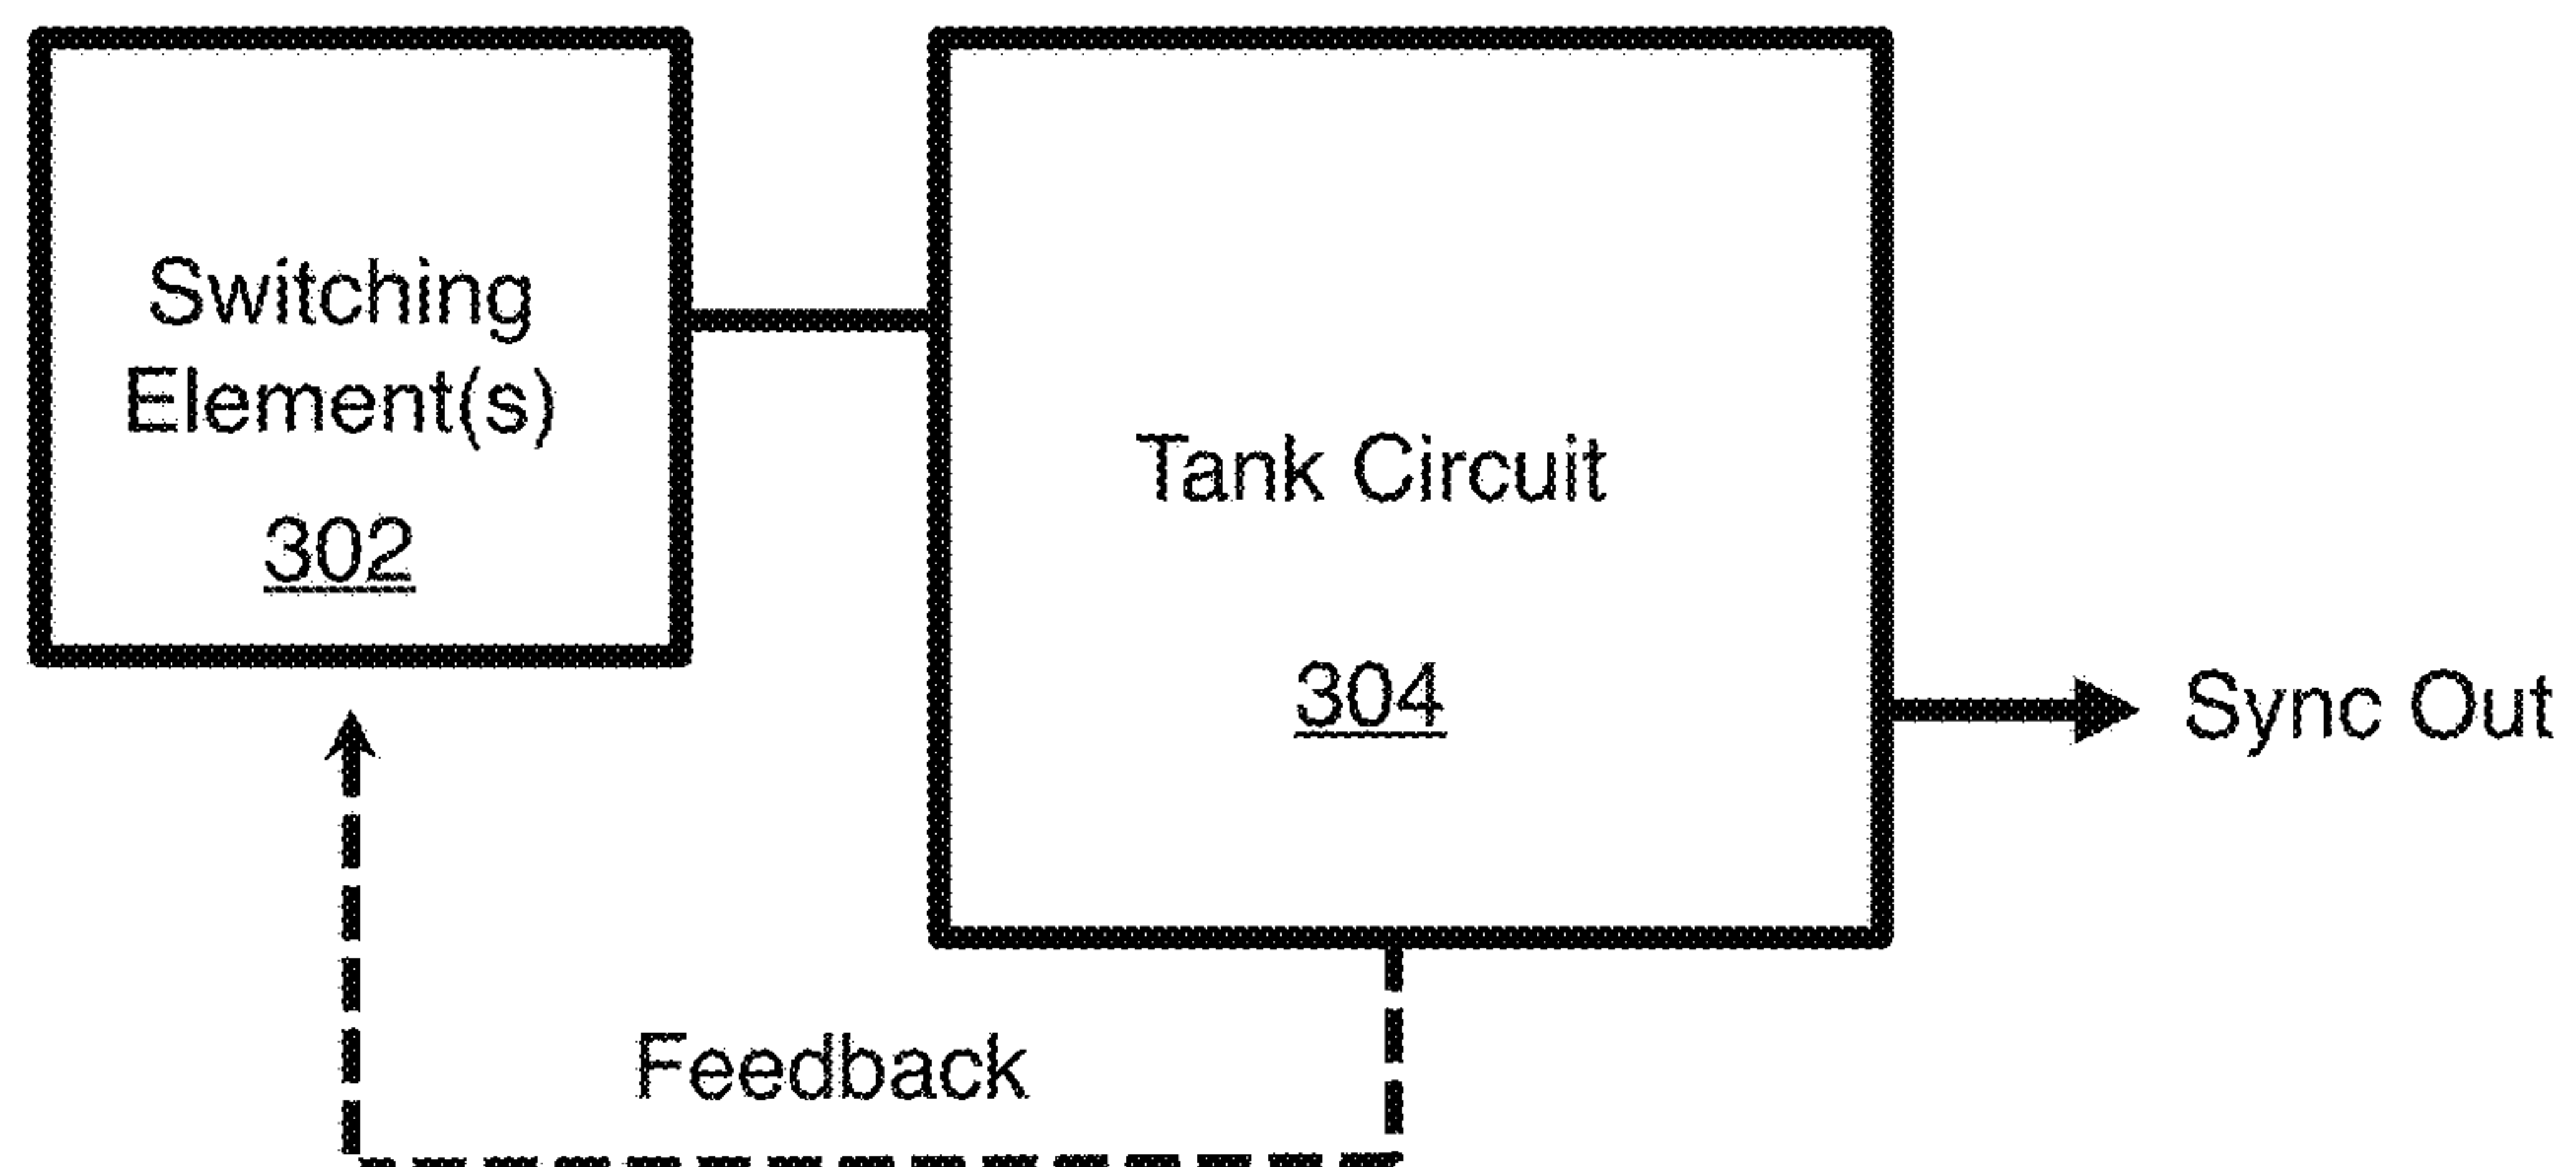 Switching
Element(s)
302
Tank Circuit
304
Sync Out
Feedback